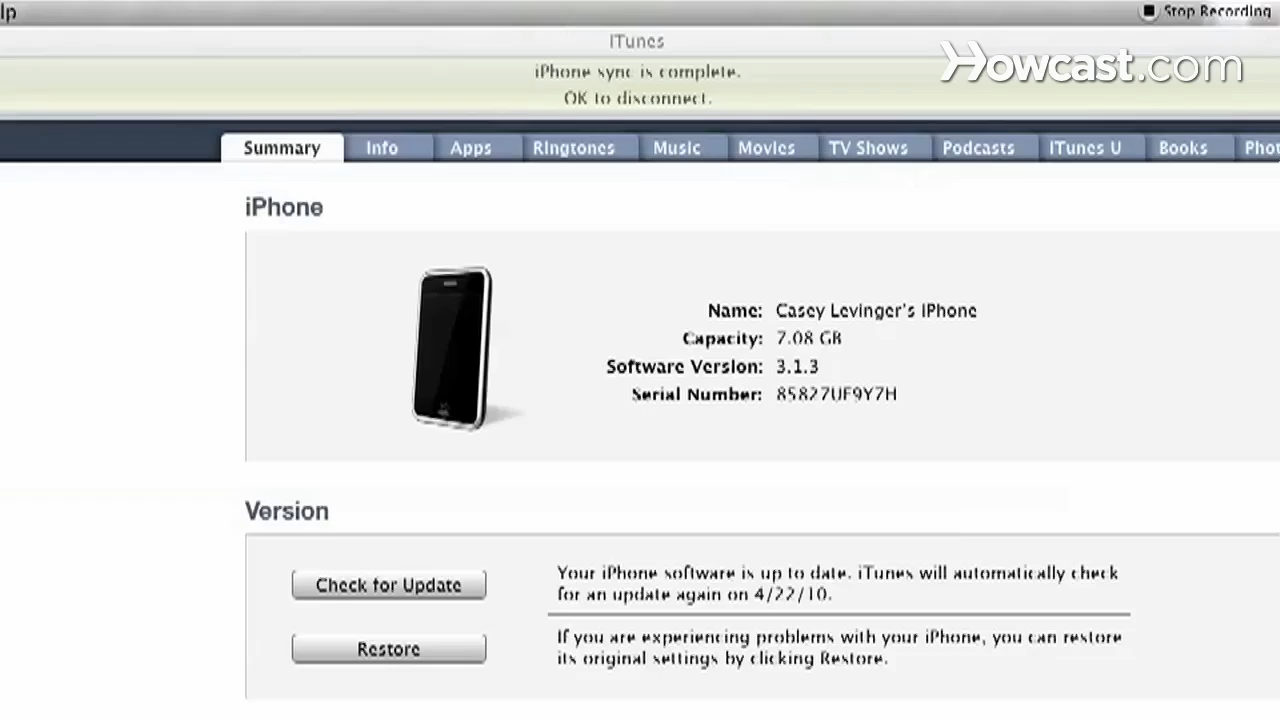 lp
Stop Recording
iTunes
iPhone sync is complete.
OK to disconnect.
Howcast.com
Summary Info Apps Ringtones Music Movies TV Shows Podcasts iTunes U Books Phot
iPhone
Name: Casey Levinger's iPhone
Capacity: 7.08 GB
Software Version: 3.1.3
Serial Number: 85827UF9Y7H
Version
Check for Update
Your iPhone software is up to date. iTunes will automatically check
for an update again on 4/22/10.
Restore
If you are experiencing problems with your iPhone, you can restore
its original settings by clicking Restore.